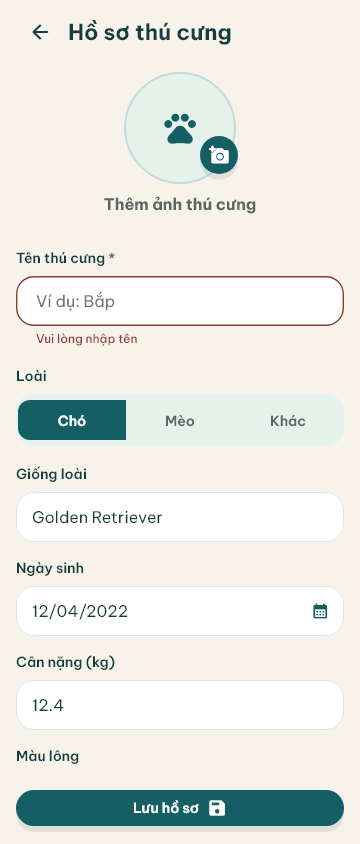 Hồ sơ thú cưng
Thêm ảnh thú cưng
Tên thú cưng *
Ví dụ: Bắp
Vui lòng nhập tên
Loài
Chó
Mèo
Khác
Giống loài
Golden Retriever
Ngày sinh
12/04/2022
Cân nặng (kg)
12.4
Màu lông
Lưu hồ sơ